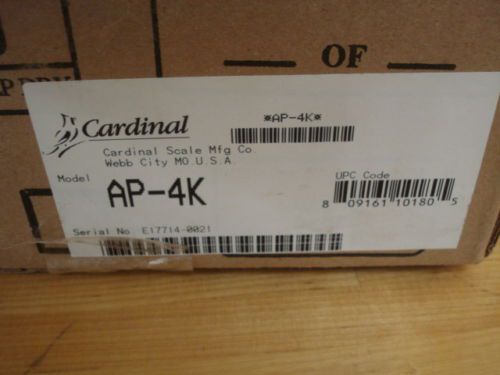 OF
Cardinal
*AP-4K*
Cardinal Scale Mfg Co
Webb City MO U.S.A.
Model AP-4K
UPC Code
8 09161 10180 5
Serial No E17714-0021